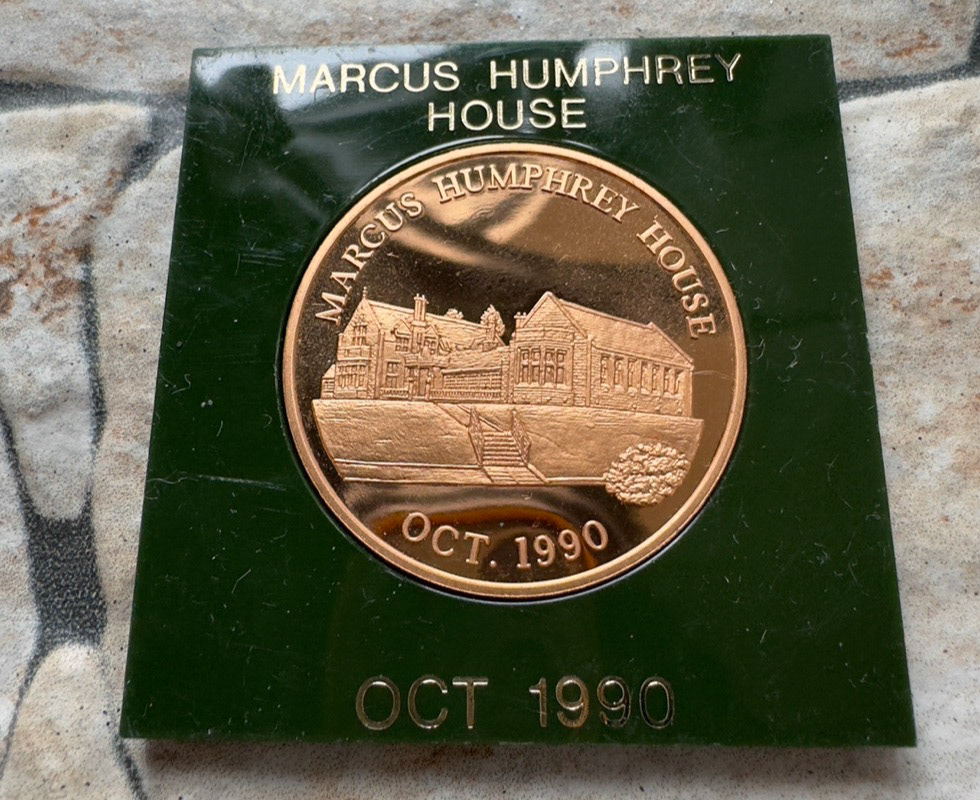 MARCUS HUMPHREY
HOUSE
MARCUS HUMPHREY HOUSE
OCT. 1990
OCT 1990